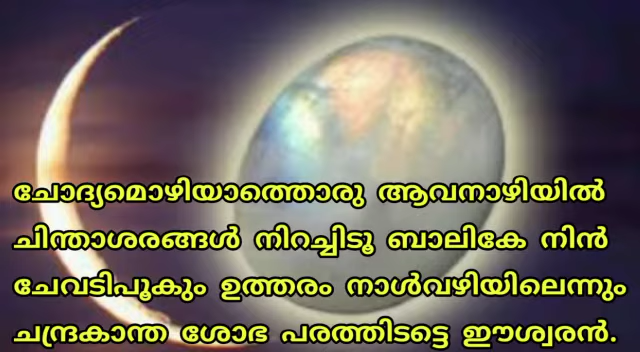 ചോദ്യമൊഴിയാത്തൊരു ആവനാഴിയിൽ
ചിന്താശരങ്ങൾ നിറച്ചിടൂ ബാലികേ നിൻ
ചേവടിപൂകും ഉത്തരം നാൾവഴിയിലെന്നും
ചന്ദ്രകാന്ത ശോഭ പരത്തിടട്ടെ ഈശ്വരൻ.